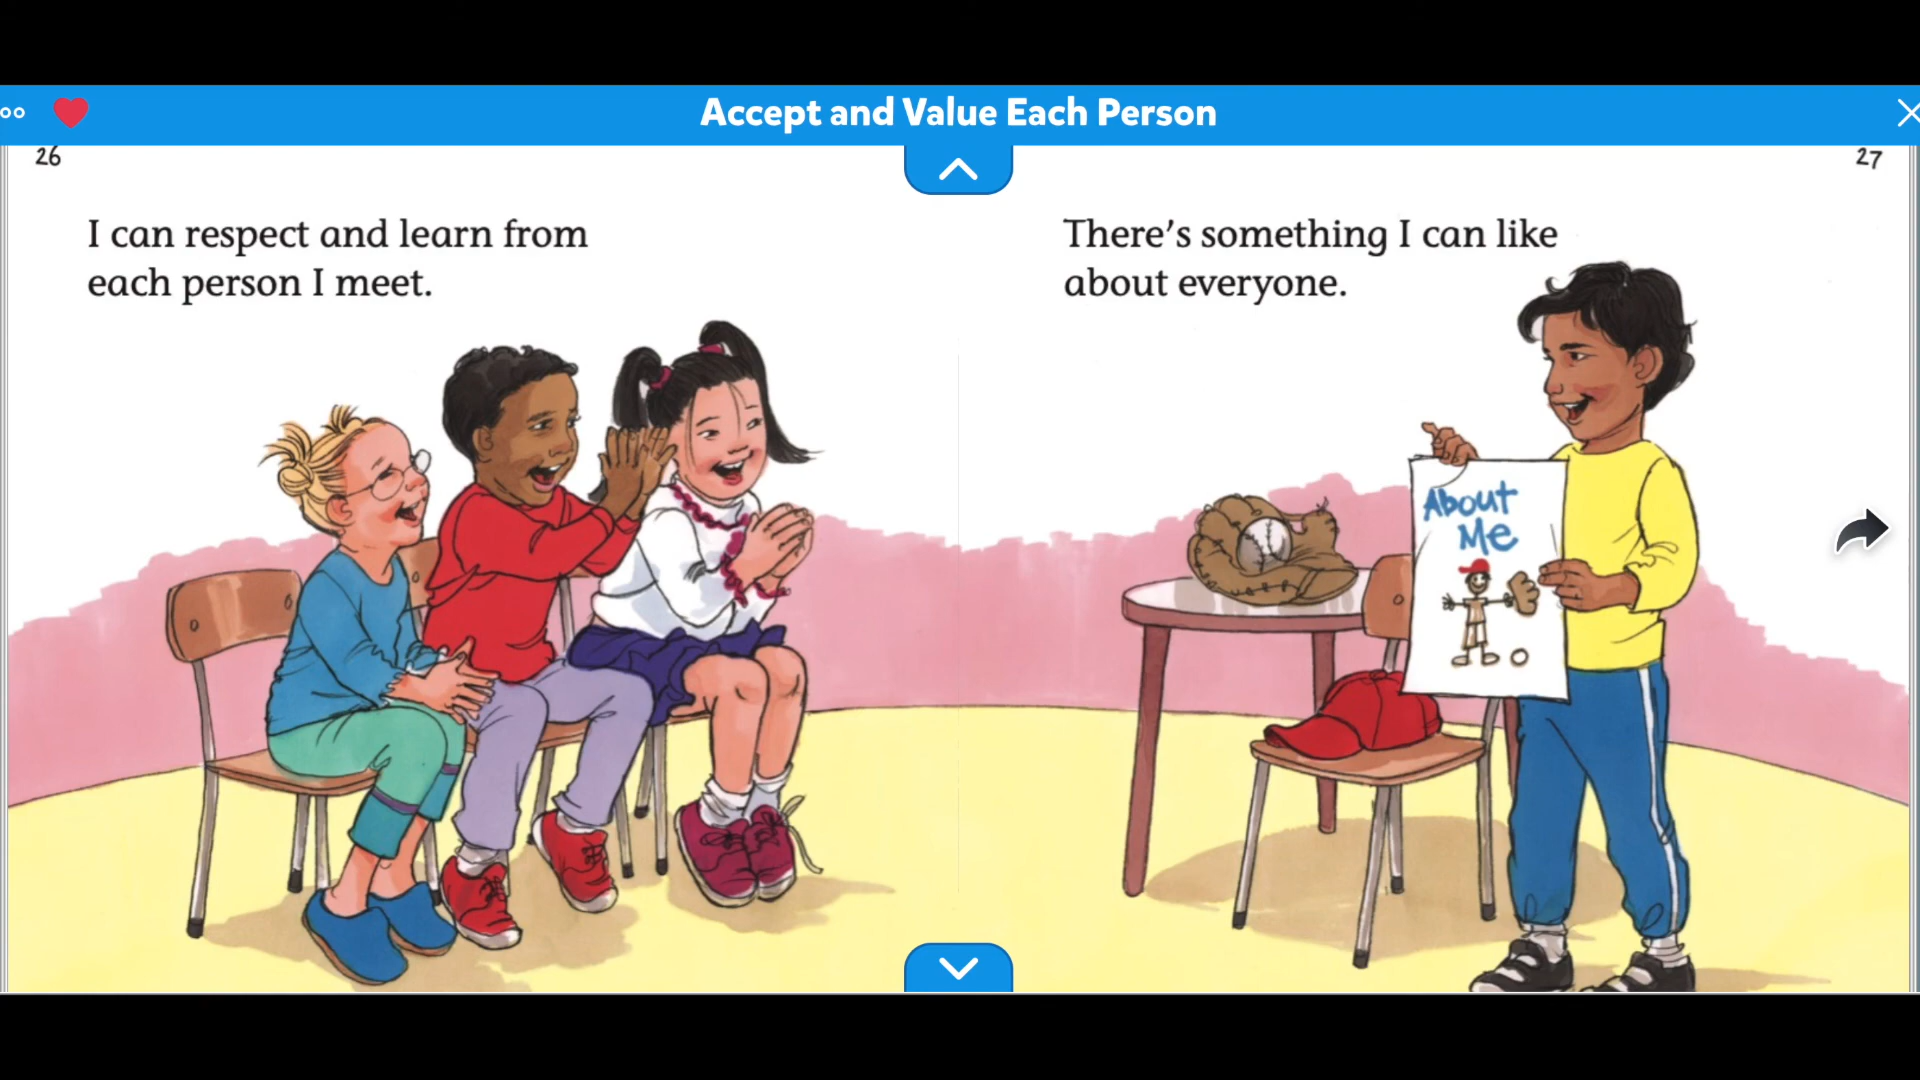 Accept and Value Each Person
26
27
I can respect and learn from
each person I meet.
There's something I can like
about everyone.
About
Me